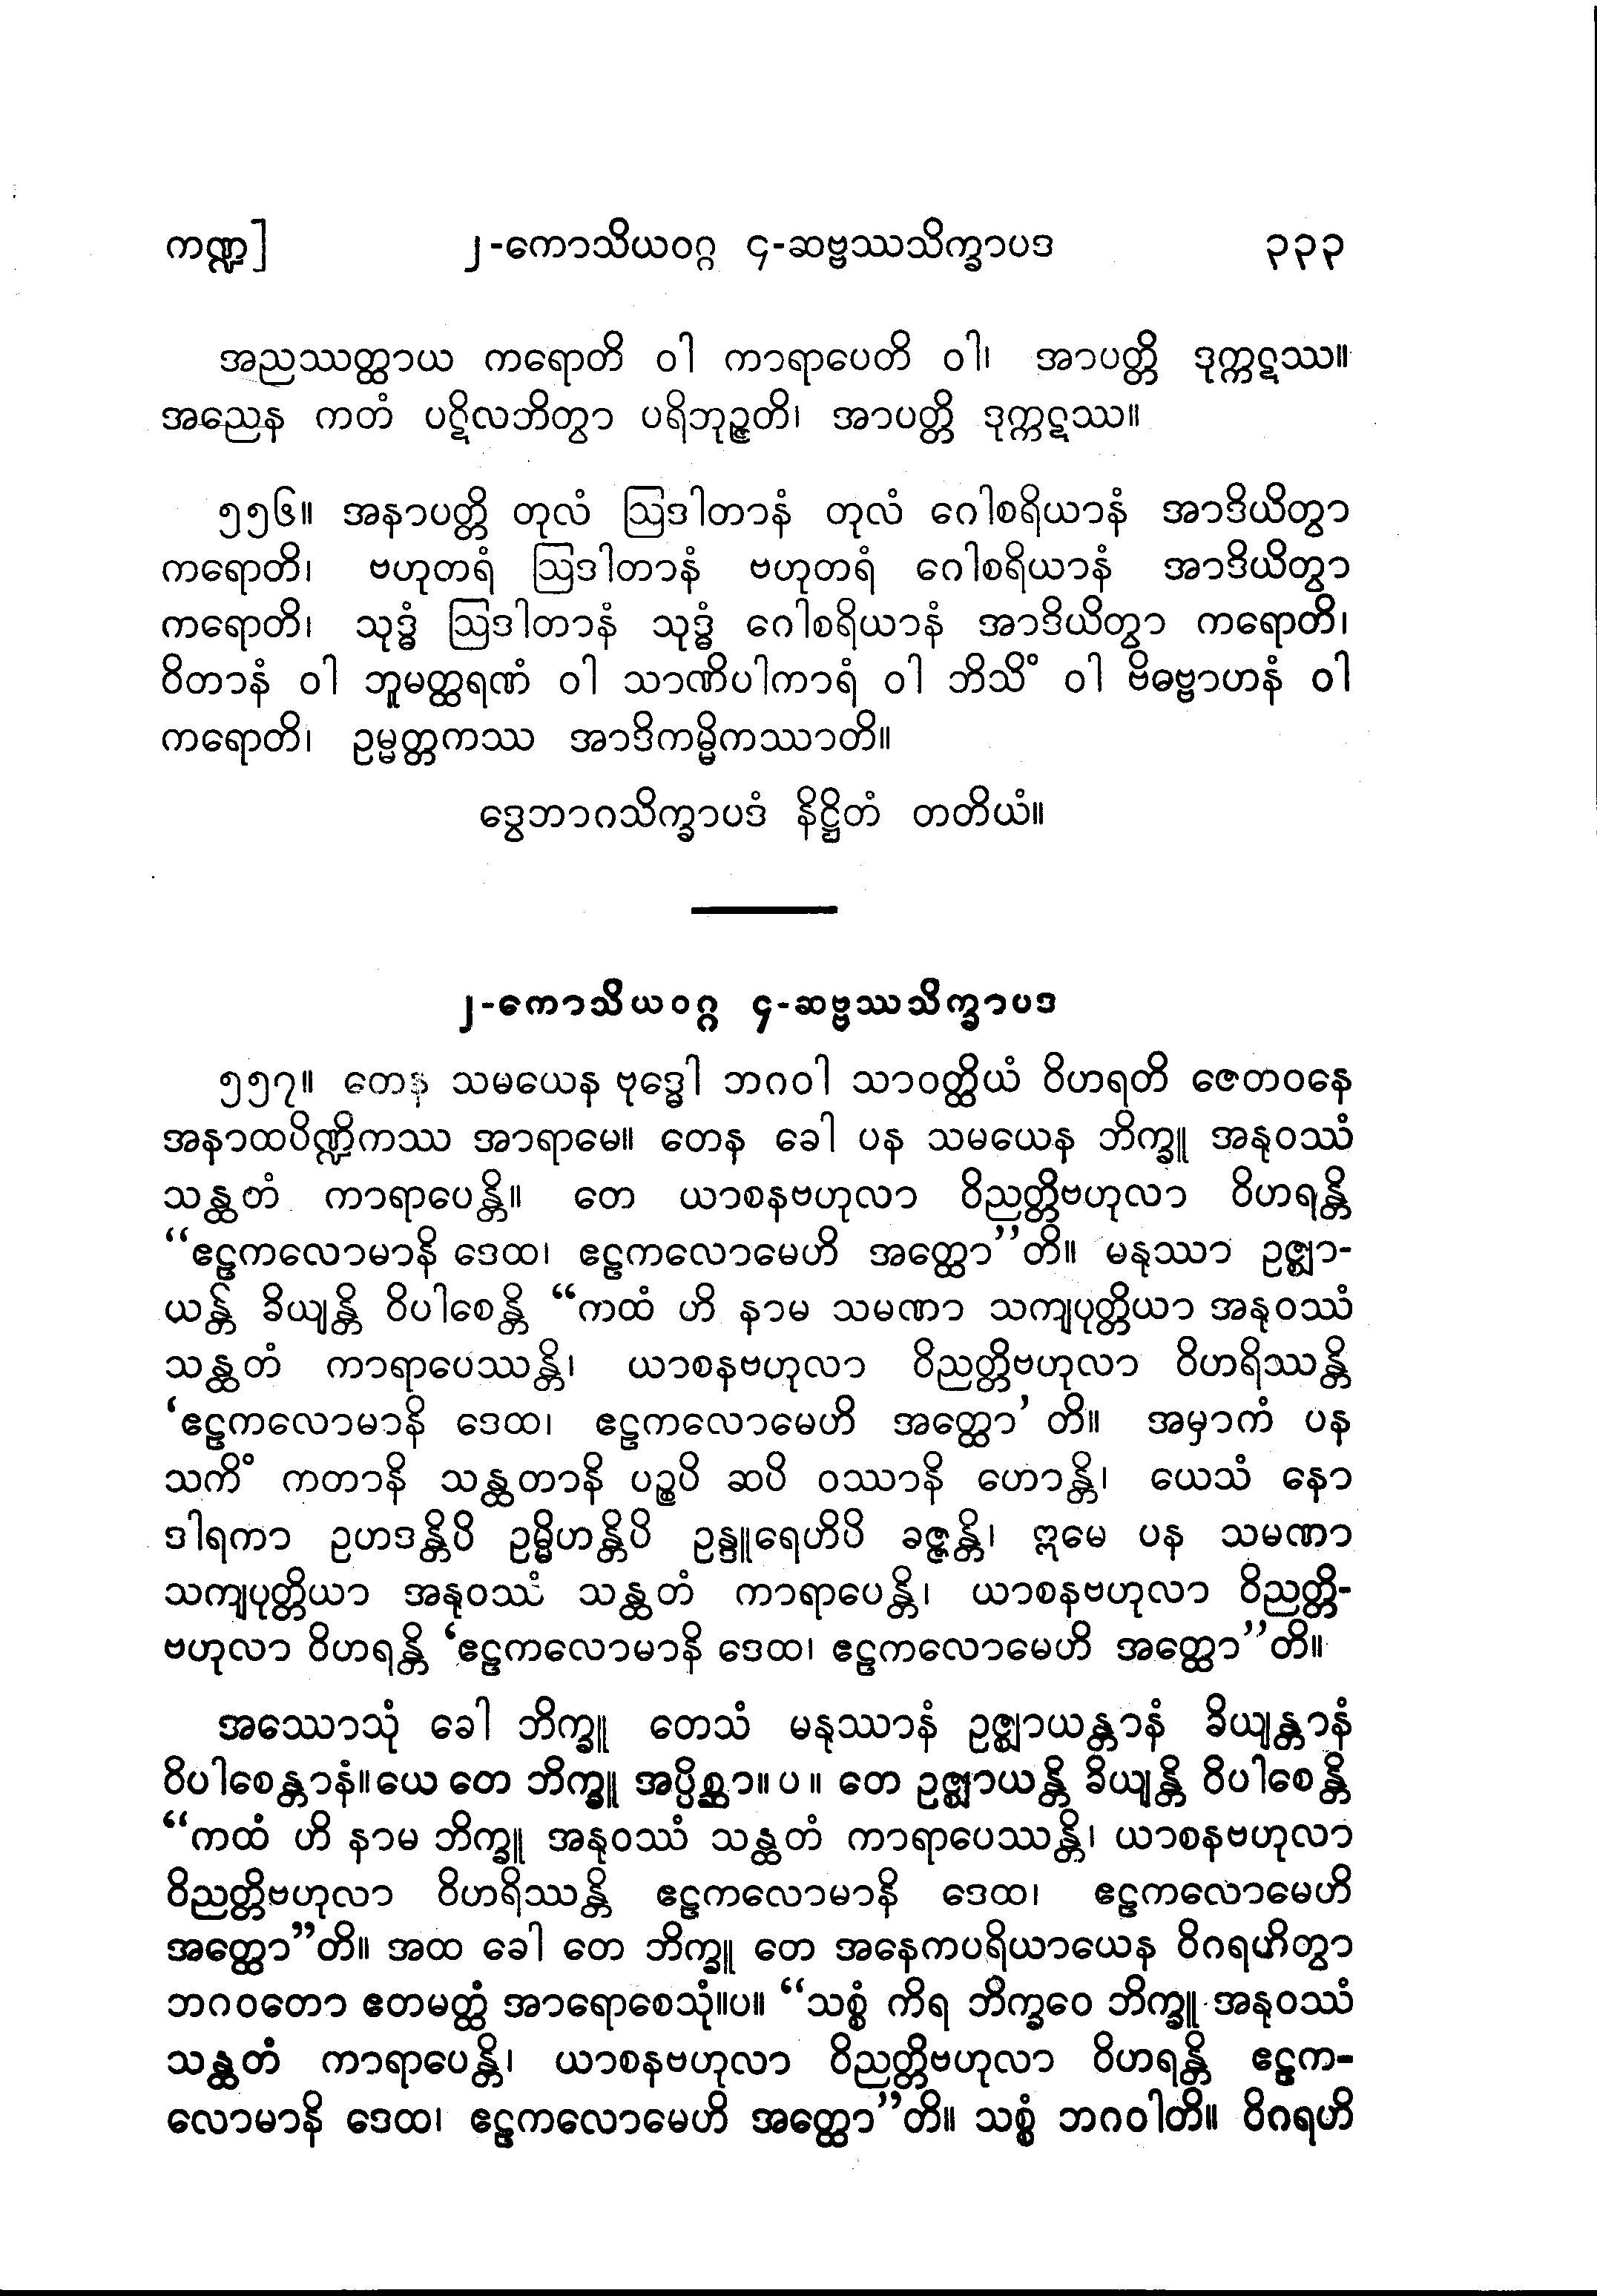 ကဏ္ဍ] ၂-ကောသိယဝဂ္ဂ ၄-ဆဗ္ဗဿသိက္ခာပဒ ၃၃၃
အညဿတ္ထာယ ကရောတိ ဝါ ကာရာပေတိ ဝါ၊ အာပတ္တိ ဒုက္ကဋဿ။
အညေန ကတံ ပဋိလဘိတွာ ပရိဘုဉ္ဇတိ၊ အာပတ္တိ ဒုက္ကဋဿ။
၅၅၆။ အနာပတ္တိ တုလံ ဩဒါတာနံ တုလံ ဂေါစရိယာနံ အာဒိယိတွာ
ကရောတိ၊ ဗဟုတရံ ဩဒါတာနံ ဗဟုတရံ ဂေါစရိယာနံ အာဒိယိတွာ
ကရောတိ၊ သုဒ္ဓံ ဩဒါတာနံ သုဒ္ဓံ ဂေါစရိယာနံ အာဒိယိတွာ ကရောတိ၊
ဝိတာနံ ဝါ ဘူမတ္ထရဏံ ဝါ သာဏိပါကာရံ ဝါ ဘိသိံ ဝါ ဗိဗ္ဗောဟနံ ဝါ
ကရောတိ၊ ဥမ္မတ္တကဿ အာဒိကမ္မိကဿာတိ။
ဒွေဘာဂသိက္ခာပဒံ နိဋ္ဌိတံ တတိယံ။
၂-ကောသိယဝဂ္ဂ ၄-ဆဗ္ဗဿသိက္ခာပဒ
၅၅၇။ တေန သမယေန ဗုဒ္ဓေါ ဘဂဝါ သာဝတ္ထိယံ ဝိဟရတိ ဇေတဝနေ
အနာထပိဏ္ဍိကဿ အာရာမေ။ တေန ခေါ ပန သမယေန ဘိက္ခူ အနုဝဿံ
သန္ထတံ ကာရာပေန္တိ။ တေ ယာစနဗဟုလာ ဝိညတ္တိဗဟုလာ ဝိဟရန္တိ
“ဧဠကလောမာနိ ဒေထ၊ ဧဠကလောမေဟိ အတ္ထော”တိ။ မနုဿာ ဥဇ္ဈာ-
ယန္တိ ခိယျန္တိ ဝိပါစေန္တိ “ကထံ ဟိ နာမ သမဏာ သကျပုတ္တိယာ အနုဝဿံ
သန္ထတံ ကာရာပေဿန္တိ၊ ယာစနဗဟုလာ ဝိညတ္တိဗဟုလာ ဝိဟရိဿန္တိ
‘ဧဠကလောမာနိ ဒေထ၊ ဧဠကလောမေဟိ အတ္ထော’ တိ။ အမှာကံ ပန
သကိံ ကတာနိ သန္ထတာနိ ပဉ္စပိ ဆပိ ဝဿာနိ ဟောန္တိ၊ ယေသံ နော
ဒါရကာ ဥဟဒန္တိပိ ဥမ္မိဟန္တိပိ ဥန္ဒူရေဟိပိ ခဇ္ဇန္တိ၊ ဣမေ ပန သမဏာ
သကျပုတ္တိယာ အနုဝဿံ သန္ထတံ ကာရာပေန္တိ၊ ယာစနဗဟုလာ ဝိညတ္တိ-
ဗဟုလာ ဝိဟရန္တိ ‘ဧဠကလောမာနိ ဒေထ၊ ဧဠကလောမေဟိ အတ္ထော”တိ။
အဿောသုံ ခေါ ဘိက္ခူ တေသံ မနုဿာနံ ဥဇ္ဈာယန္တာနံ ခိယျန္တာနံ
ဝိပါစေန္တာနံ။ ယေ တေ ဘိက္ခူ အပ္ပိစ္ဆာ။ ပ ။ တေ ဥဇ္ဈာယန္တိ ခိယျန္တိ ဝိပါစေန္တိ
“ကထံ ဟိ နာမ ဘိက္ခူ အနုဝဿံ သန္ထတံ ကာရာပေဿန္တိ၊ ယာစနဗဟုလာ
ဝိညတ္တိဗဟုလာ ဝိဟရိဿန္တိ ဧဠကလောမာနိ ဒေထ၊ ဧဠကလောမေဟိ
အတ္ထော”တိ။ အထ ခေါ တေ ဘိက္ခူ တေ အနေကပရိယာယေန ဝိဂရဟိတွာ
ဘဂဝတော ဧတမတ္ထံ အာရောစေသုံ။ပ။ “သစ္စံ ကိရ ဘိက္ခဝေ ဘိက္ခူ အနုဝဿံ
သန္ထတံ ကာရာပေန္တိ၊ ယာစနဗဟုလာ ဝိညတ္တိဗဟုလာ ဝိဟရန္တိ ဧဠက-
လောမာနိ ဒေထ၊ ဧဠကလောမေဟိ အတ္ထော”တိ။ သစ္စံ ဘဂဝါတိ။ ဝိဂရဟိ